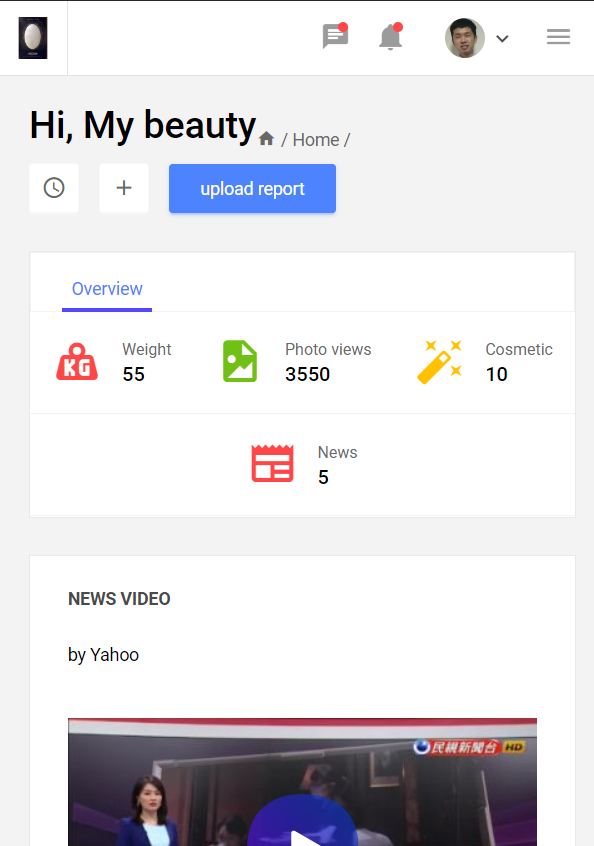 Hi, My beauty
/ Home /
upload report
Overview
Weight
55
Photo views
3550
Cosmetic
10
KG
News
5
NEWS VIDEO
by Yahoo
民視新聞台 HD